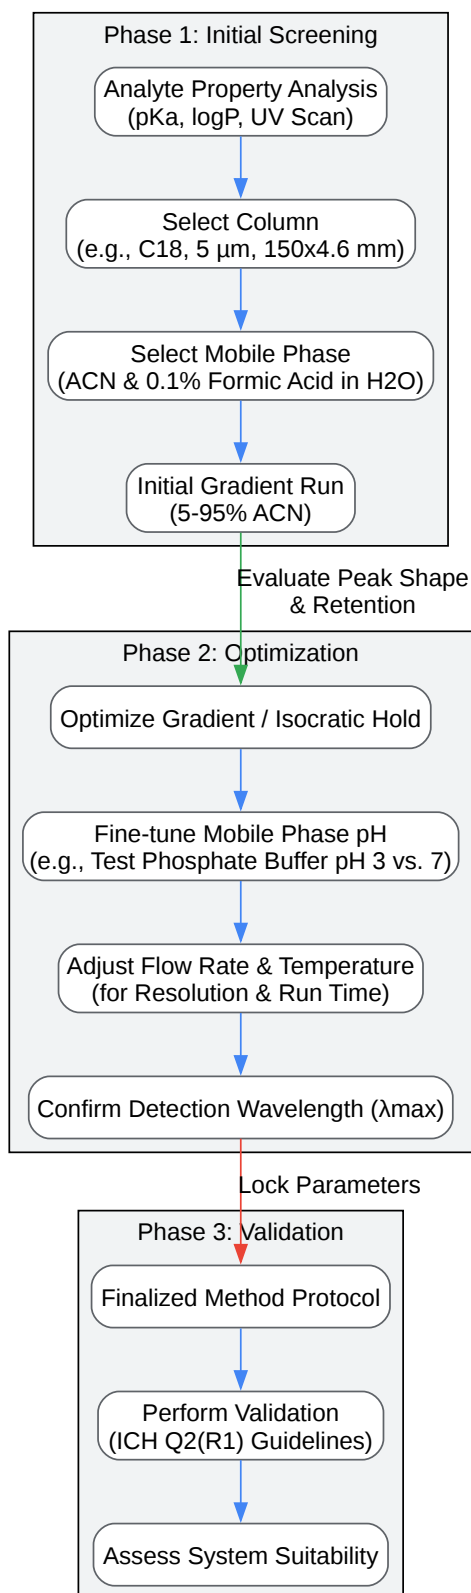 Phase 1: Initial Screening
Analyte Property Analysis
(pKa, logP, UV Scan)
Select Column
(e.g., C18, 5 µm, 150x4.6 mm)
Select Mobile Phase
(ACN & 0.1% Formic Acid in H2O)
Initial Gradient Run
(5-95% ACN)
Evaluate Peak Shape
& Retention
Phase 2: Optimization
Optimize Gradient / Isocratic Hold
Fine-tune Mobile Phase pH
(e.g., Test Phosphate Buffer pH 3 vs. 7)
Adjust Flow Rate & Temperature
(for Resolution & Run Time)
Confirm Detection Wavelength (λmax)
Lock Parameters
Phase 3: Validation
Finalized Method Protocol
Perform Validation
(ICH Q2(R1) Guidelines)
Assess System Suitability